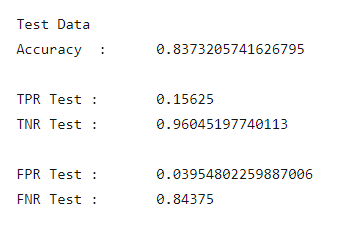 Test Data
Accuracy  :      0.8373205741626795
TPR Test :       0.15625
TNR Test :       0.96045197740113
FPR Test :       0.03954802259887006
FNR Test :       0.84375